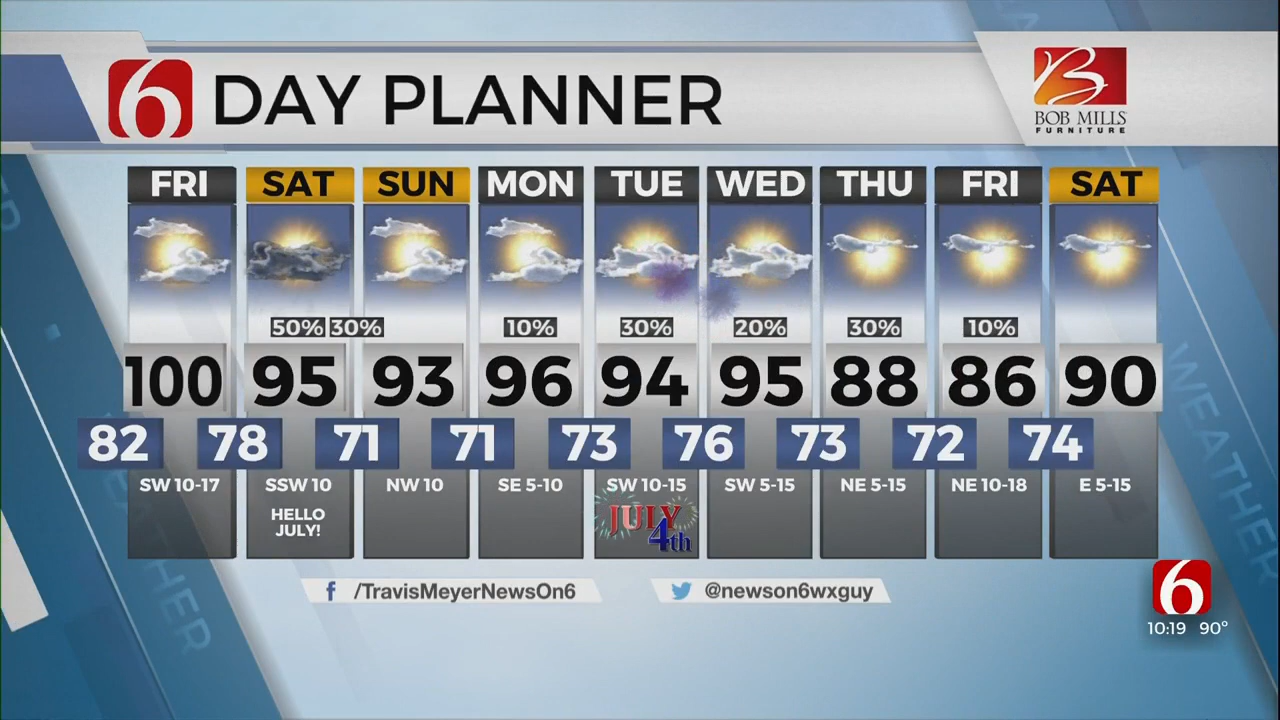 6 DAY PLANNER
BOB MILLS
FURNITURE
FRI SAT SUN MON TUE WED THU FRI SAT
50% 30% 10% 30% 20% 30% 10%
100 95 93 96 94 95 88 86 90
82 78 71 71 73 76 73 72 74
SW 10-17 SSW 10 NW 10 SE 5-10 SW 10-15 SW 5-15 NE 5-15 NE 10-18 E 5-15
HELLO
JULY!
JULY
4th
f /TravisMeyerNewsOn6 @newson6wxguy
6
10:19 90°
WEATHER
WEATHER